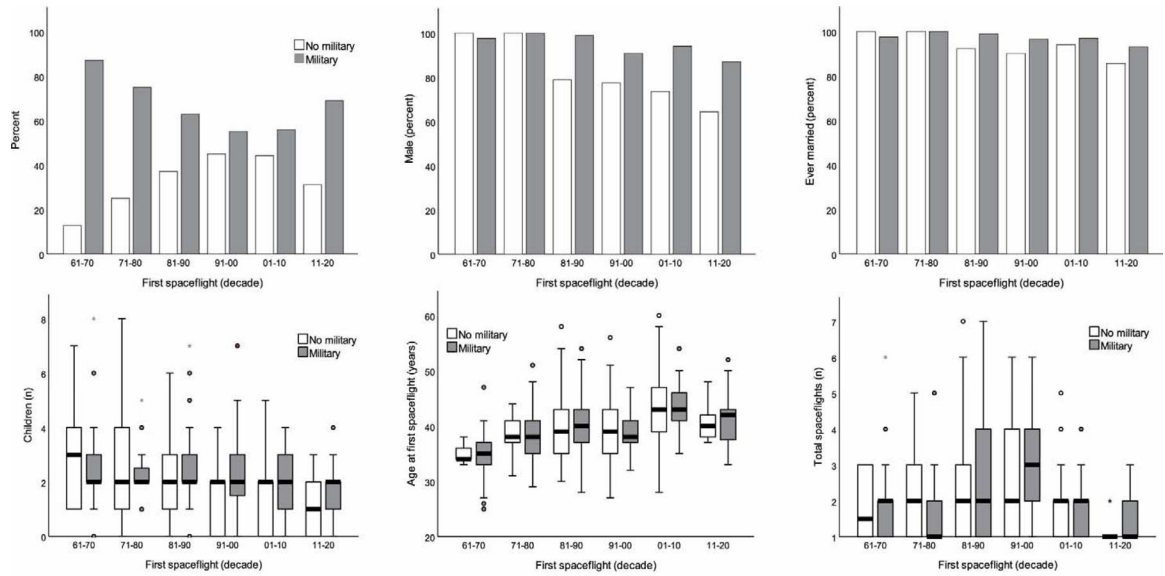 100
80
60
40
20
0
Percent
No military
Military
61-70 71-80 81-90 91-00 01-10 11-20
First spaceflight (decade)
100
80
60
40
20
0
Male (percent)
61-70 71-80 81-90 91-00 01-10 11-20
First spaceflight (decade)
100
80
60
40
20
0
Ever married (percent)
61-70 71-80 81-90 91-00 01-10 11-20
First spaceflight (decade)
8
6
4
2
0
Children (n)
No military
Military
61-70 71-80 81-90 91-00 01-10 11-20
First spaceflight (decade)
60
50
40
30
20
Age at first spaceflight (years)
No military
Military
61-70 71-80 81-90 91-00 01-10 11-20
First spaceflight (decade)
7
6
5
4
3
2
1
Total spaceflights (n)
No military
Military
61-70 71-80 81-90 91-00 01-10 11-20
First spaceflight (decade)